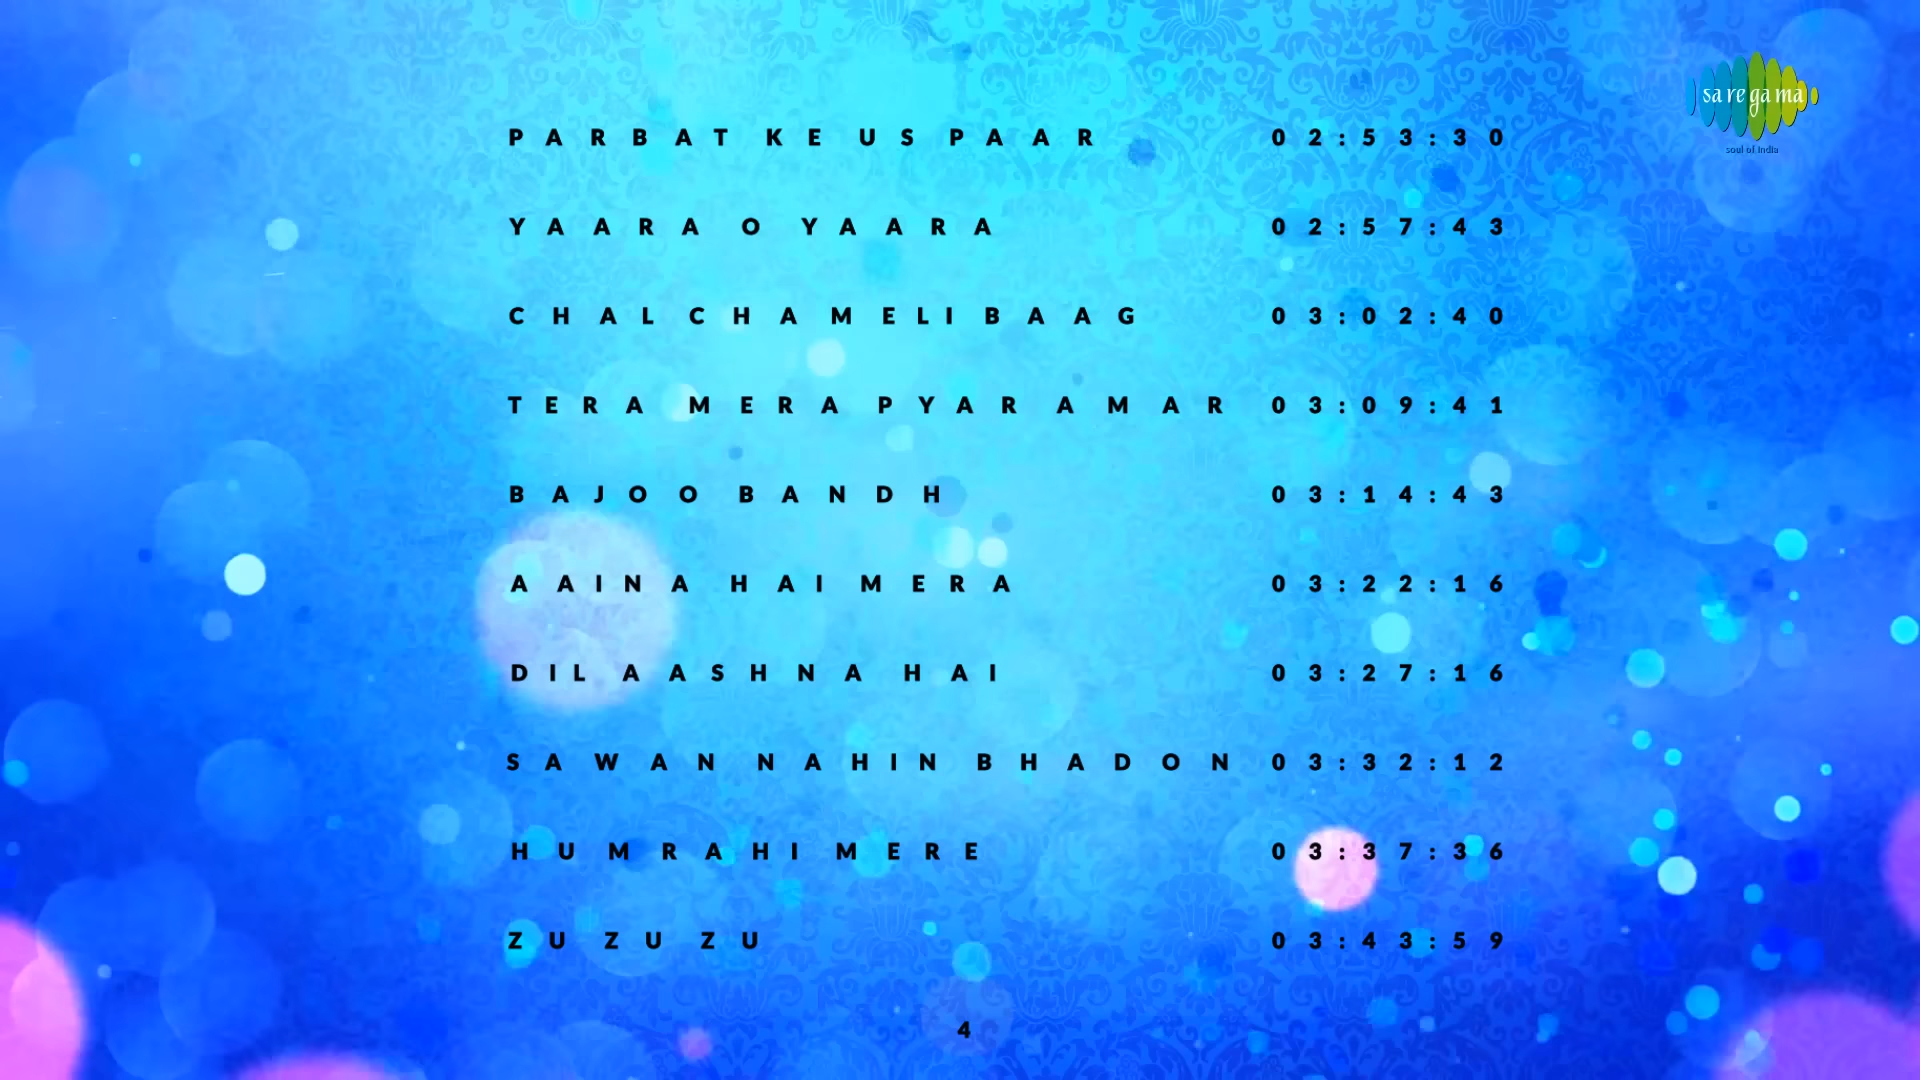 PARBAT KE US PAAR 02:53:30
YAARA O YAARA 02:57:43
CHAL CHAMELI BAAG 03:02:40
TERA MERA PYAR AMAR 03:09:41
BAJOO BANDH 03:14:43
AAINA HAI MERA 03:22:16
DIL AASHNA HAI 03:27:16
SAWAN NAHIN BHADON 03:32:12
HUMRAHI MERE 03:37:36
ZU ZU ZU 03:43:59
4
sa re ga ma
soul of India